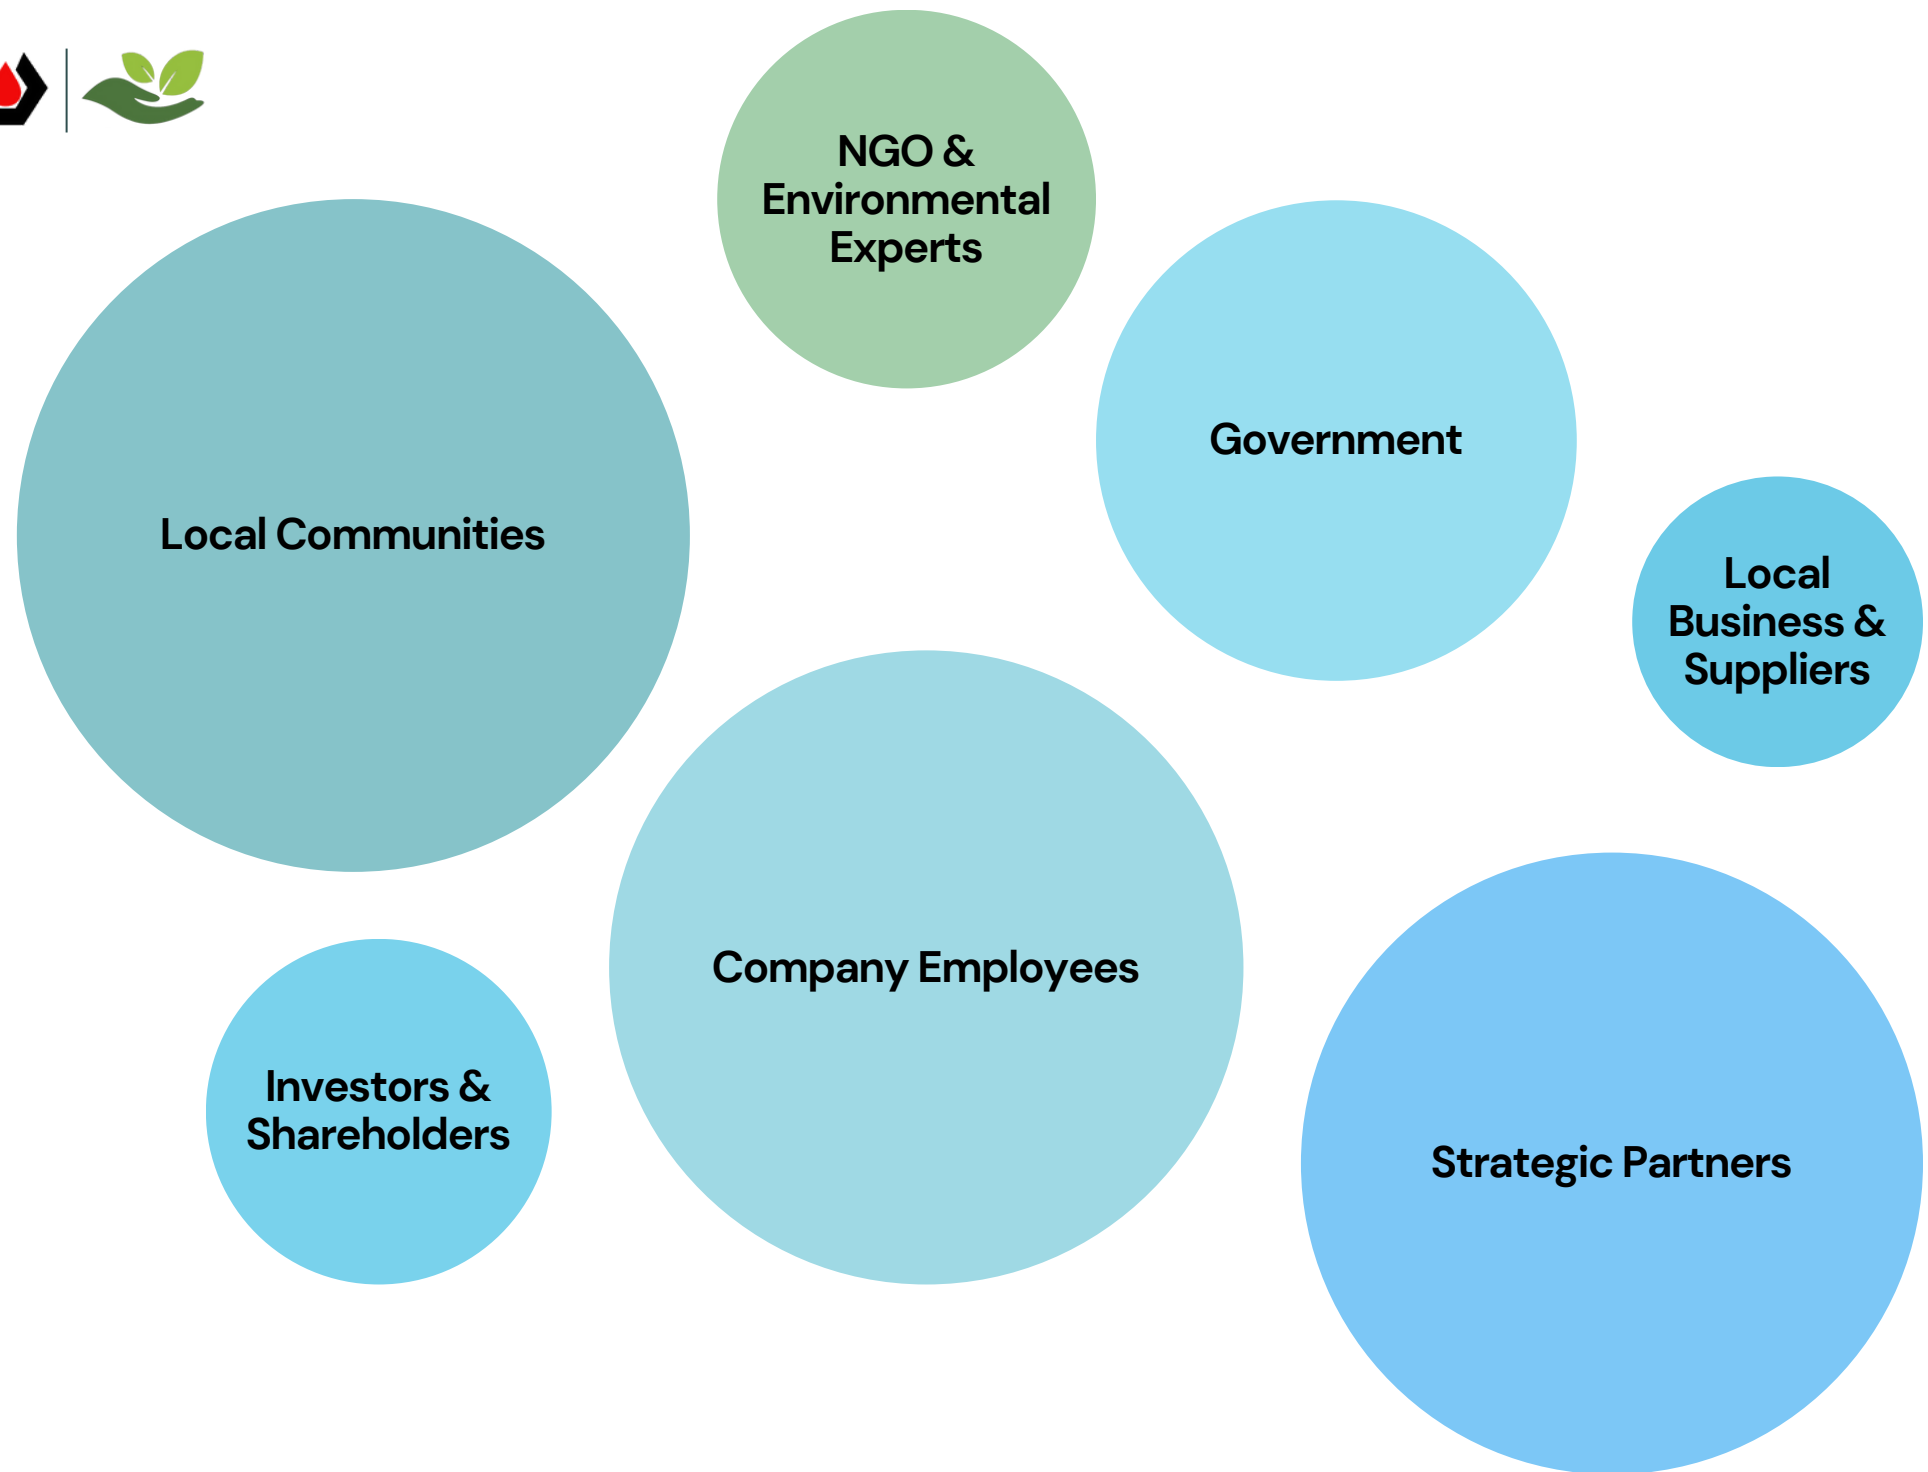 NGO &
Environmental
Experts
Government
Local Communities
Local
Business &
Suppliers
Company Employees
Investors &
Shareholders
Strategic Partners